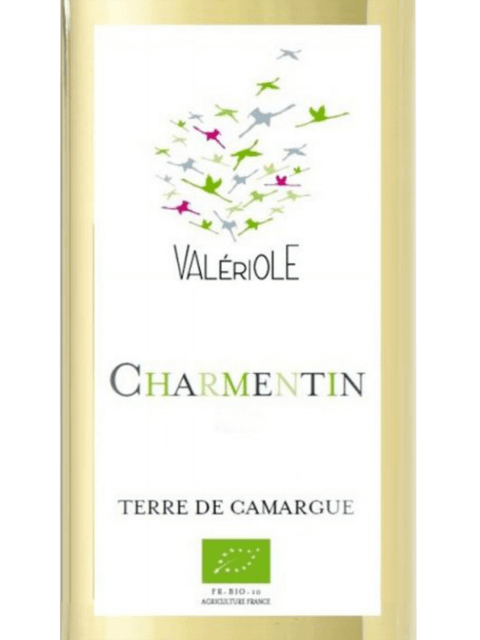 VALÉRIOLE
CHARMENTIN
TERRE DE CAMARGUE
FR-BIO-10
AGRICULTURE FRANCE